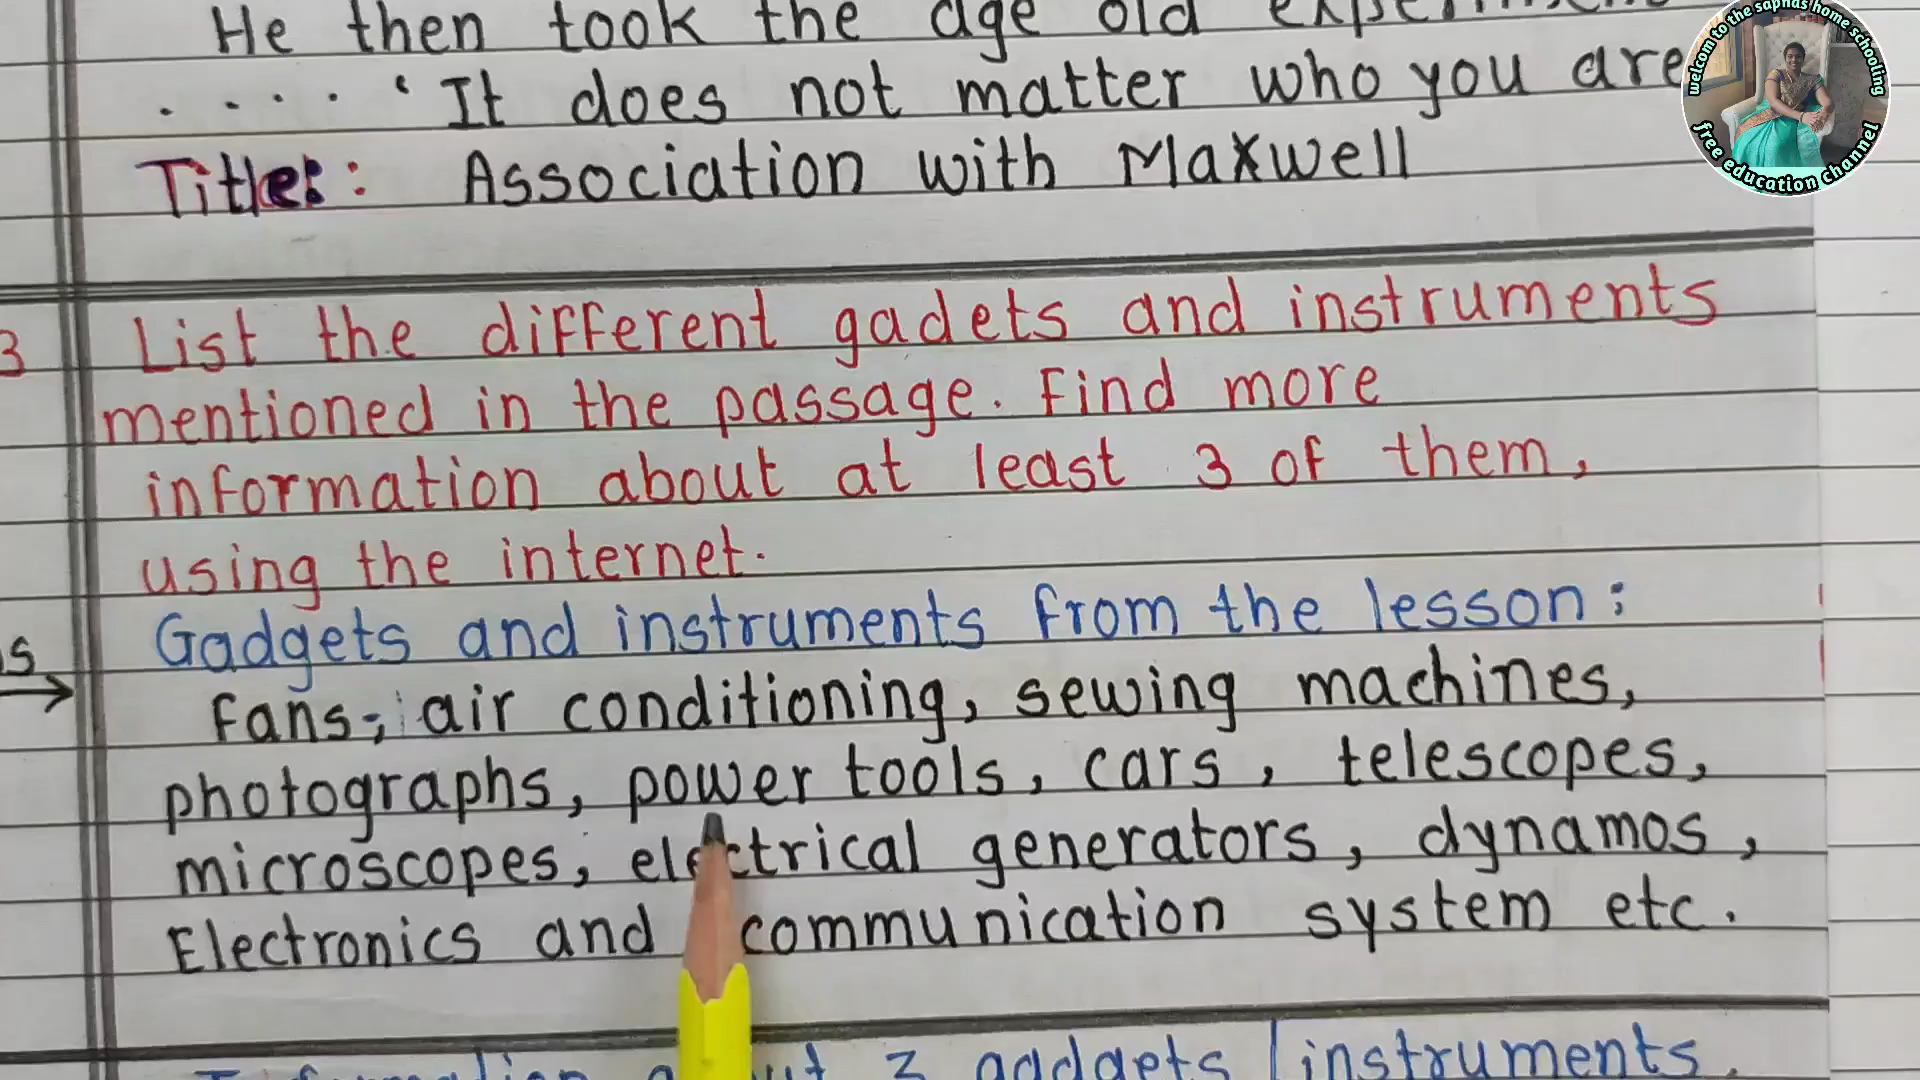 He then took the age old experiment
. . . . 'It does not matter who you are
Title: Association with Maxwell
3 List the different gadets and instruments
mentioned in the passage. Find more
information about at least 3 of them,
using the internet.
Gadgets and instruments from the lesson:
s Fans, air conditioning, sewing machines,
photographs, power tools, cars, telescopes,
microscopes, electrical generators, dynamos,
Electronics and communication system etc.
3 gadgets / instruments.
welcom to the sapnas home schooling
free education channel